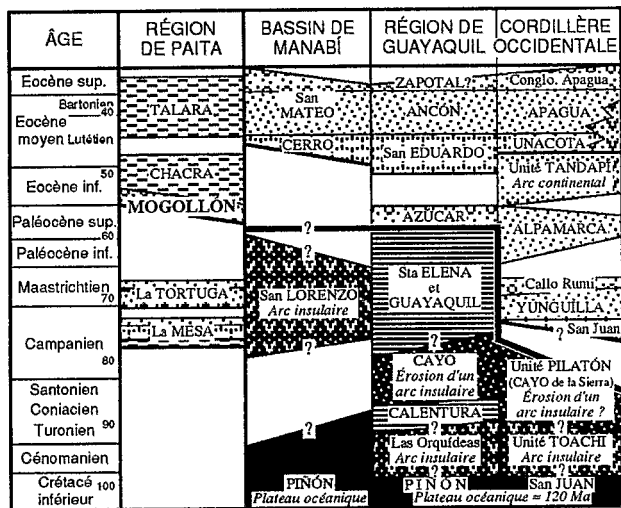 ÂGE
RÉGION
DE PAITA
BASSIN DE
MANABÍ
RÉGION DE
GUAYAQUIL
CORDILLÈRE
OCCIDENTALE
Eocène sup.
Bartonien
40
Eocène
moyen Lutétien
50
Eocène inf.
Paléocène sup.
60
Paléocène inf.
Maastrichtien
70
Campanien
80
Santonien
Coniacien
Turonien 90
Cénomanien
Crétacé 100
inférieur
TALARA
CHACRA
MOGOLLÓN
La TORTUGA
La MESA
San
MATEO
CERRO
?
?
San LORENZO
Arc insulaire
?
?
PIÑÓN
Plateau océanique
ZAPOTAL?
ANCÓN
San EDUARDO
AZÚCAR
Sta ELENA
et
GUAYAQUIL
?
CAYO
Érosion d'un
arc insulaire
?
CALENTURA
?
Las Orquídeas
Arc insulaire
?
PIÑÓN
Plateau océanique = 120 Ma
Conglo. Apagua
APAGUA
UNACOTA
Unité TANDAPI
Arc continental
ALPAMARCA
Callo Rumi
YUNGUILLA
? San Juan
?
Unité PILATÓN
(CAYO de la Sierra)
Érosion d'un
arc insulaire ?
?
Unité TOACHI
Arc insulaire
?
San JUAN